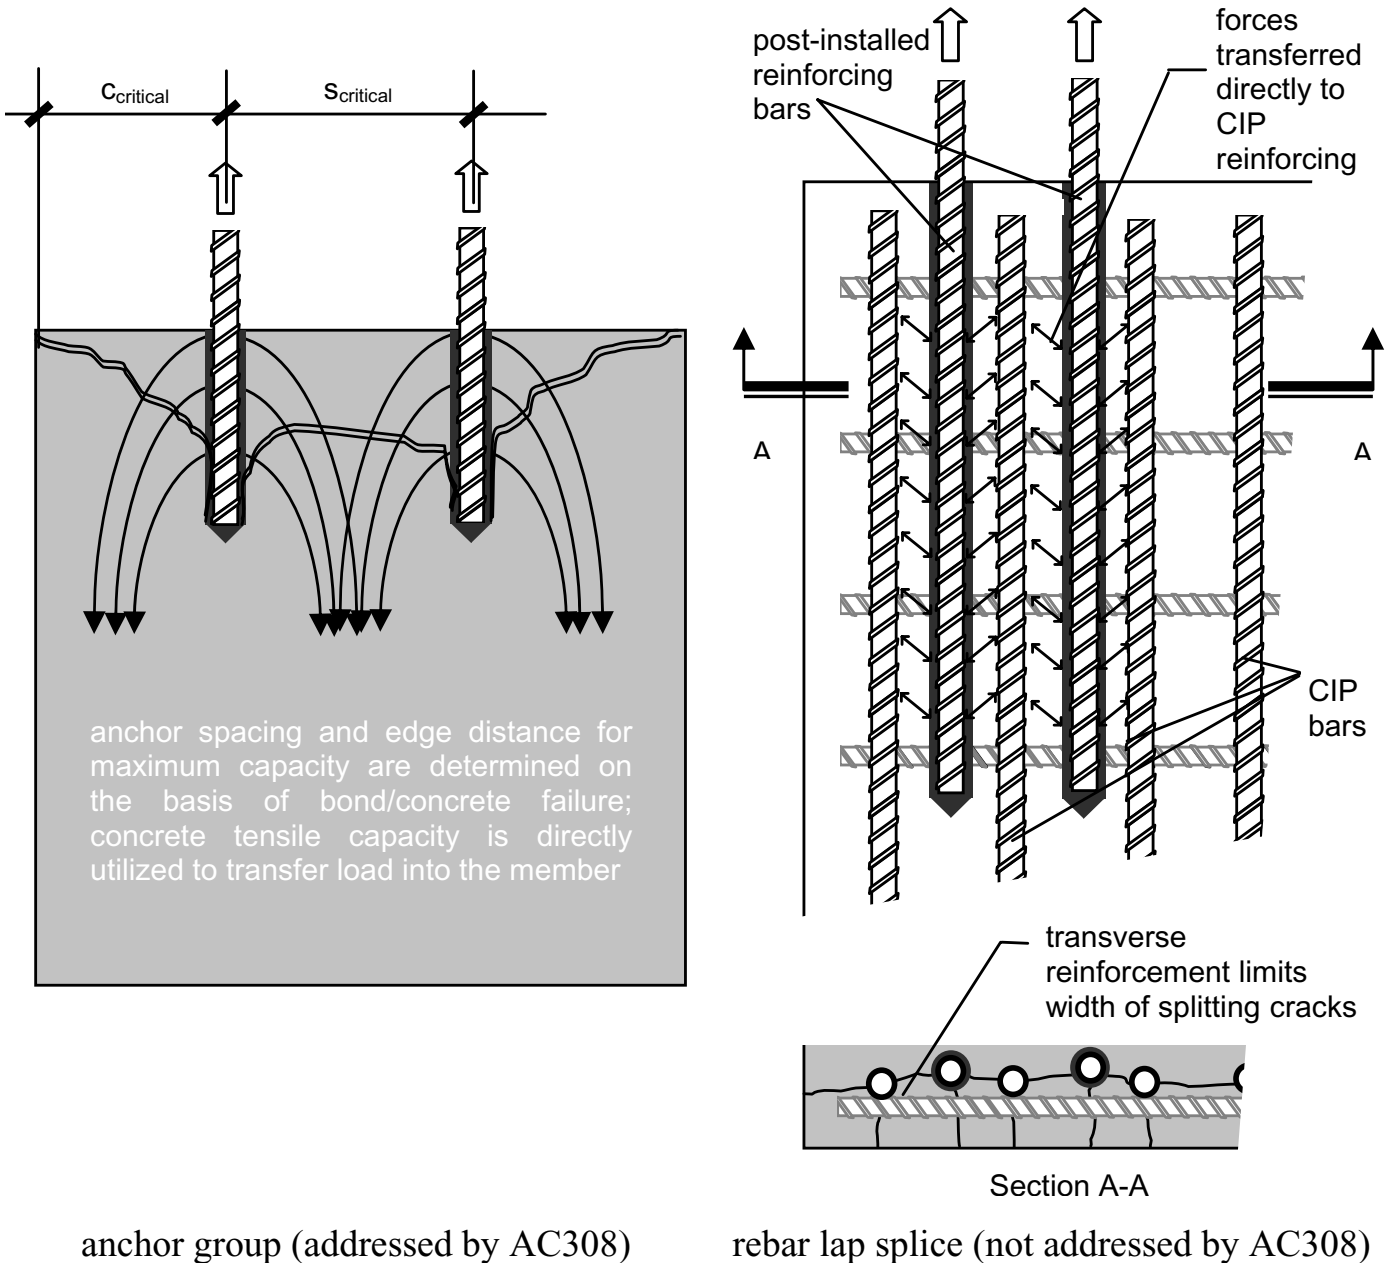 c_critical
s_critical
anchor spacing and edge distance for
maximum capacity are determined on
the basis of bond/concrete failure;
concrete tensile capacity is directly
utilized to transfer load into the member
anchor group (addressed by AC308)
post-installed
reinforcing
bars
forces
transferred
directly to
CIP
reinforcing
A
A
CIP
bars
transverse
reinforcement limits
width of splitting cracks
Section A-A
rebar lap splice (not addressed by AC308)